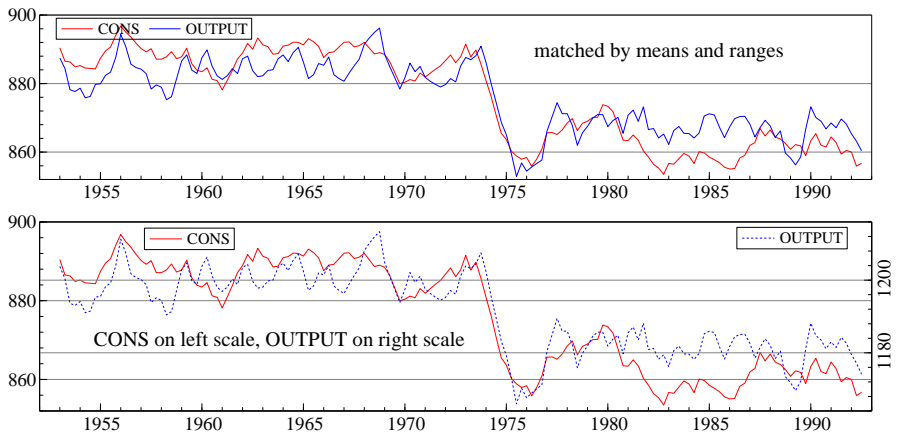 900
CONS OUTPUT
matched by means and ranges
880
860
1955 1960 1965 1970 1975 1980 1985 1990
900
CONS OUTPUT
1200
880
CONS on left scale, OUTPUT on right scale
1180
860
1955 1960 1965 1970 1975 1980 1985 1990